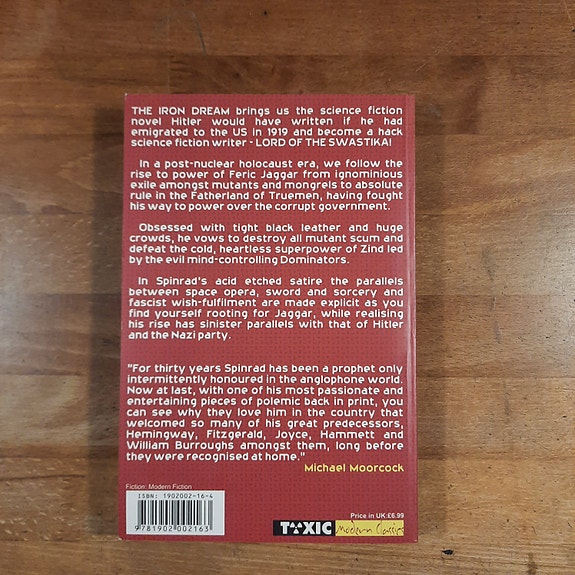 THE IRON DREAM brings us the science fiction
novel Hitler would have written if he had
emigrated to the US in 1919 and become a hack
science fiction writer - LORD OF THE SWASTIKA!
In a post-nuclear holocaust era, we follow the
rise to power of Feric Jaggar from ignominious
exile amongst mutants and mongrels to absolute
rule in the Fatherland of Truemen, having fought
his way to power over the corrupt government.
Obsessed with tight black leather and huge
crowds, he vows to destroy all mutant scum and
defeat the cold, heartless superpower of Zind led
by the evil mind-controlling Dominators.
In Spinrad's acid etched satire the parallels
between space opera, sword and sorcery and
fascist wish-fulfilment are made explicit as you
find yourself rooting for Jaggar, while realising
his rise has sinister parallels with that of Hitler
and the Nazi party.
"For thirty years Spinrad has been a prophet only
intermittently honoured in the anglophone world.
Now at last, with one of his most passionate and
entertaining pieces of polemic back in print, you
can see why they love him in the country that
welcomed so many of his great predecessors,
Hemingway, Fitzgerald, Joyce, Hammett and
William Burroughs amongst them, long before
they were recognised at home."
Michael Moorcock
Fiction: Modern Fiction
ISBN: 1902002-16-4
9 781902 002163
Price in UK:£6.99
TOXIC Modern Classics